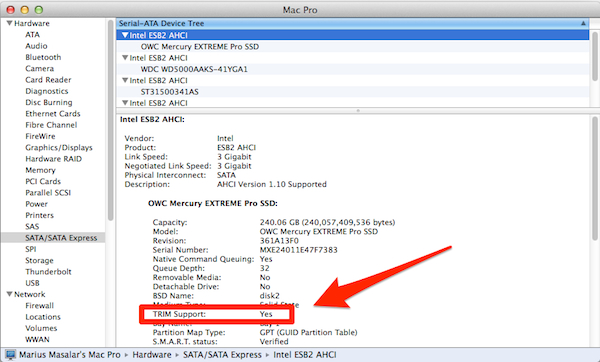 Mac Pro
Hardware
ATA
Audio
Bluetooth
Camera
Card Reader
Diagnostics
Disc Burning
Ethernet Cards
Fibre Channel
FireWire
Graphics/Displays
Hardware RAID
Memory
PCI Cards
Parallel SCSI
Power
Printers
SAS
SATA/SATA Express
SPI
Storage
Thunderbolt
USB
Network
Firewall
Locations
Volumes
WWAN
Serial-ATA Device Tree
Intel ESB2 AHCI
OWC Mercury EXTREME Pro SSD
Intel ESB2 AHCI
WDC WD5000AAKS-41YGA1
Intel ESB2 AHCI
ST31500341AS
Intel ESB2 AHCI
Intel ESB2 AHCI:
Vendor: Intel
Product: ESB2 AHCI
Link Speed: 3 Gigabit
Negotiated Link Speed: 3 Gigabit
Physical Interconnect: SATA
Description: AHCI Version 1.10 Supported
OWC Mercury EXTREME Pro SSD:
Capacity: 240.06 GB (240,057,409,536 bytes)
Model: OWC Mercury EXTREME Pro SSD
Revision: 361A13F0
Serial Number: MXE24011E47F7383
Native Command Queuing: Yes
Queue Depth: 32
Removable Media: No
Detachable Drive: No
BSD Name: disk2
Medium Type: Solid State
TRIM Support: Yes
Bay Name: Bay 1
Partition Map Type: GPT (GUID Partition Table)
S.M.A.R.T. status: Verified
Marius Masalar's Mac Pro Hardware SATA/SATA Express Intel ESB2 AHCI